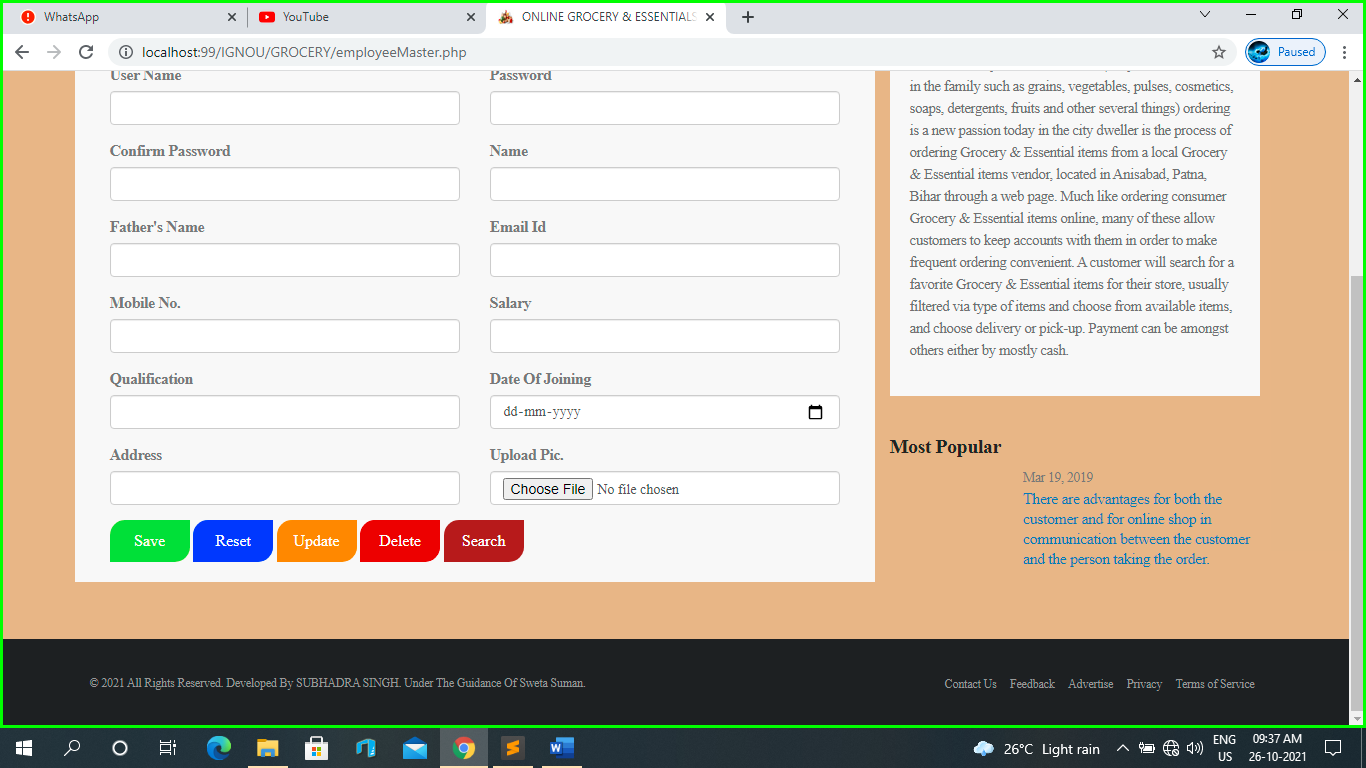 WhatsApp
YouTube
ONLINE GROCERY & ESSENTIALS
localhost:99/IGNOU/GROCERY/employeeMaster.php
Paused
User Name
Password
Confirm Password
Name
Father's Name
Email Id
Mobile No.
Salary
Qualification
Date Of Joining
dd-mm-yyyy
Address
Upload Pic.
Choose File No file chosen
Save Reset Update Delete Search
in the family such as grains, vegetables, pulses, cosmetics,
soaps, detergents, fruits and other several things) ordering
is a new passion today in the city dweller is the process of
ordering Grocery & Essential items from a local Grocery
& Essential items vendor, located in Anisabad, Patna,
Bihar through a web page. Much like ordering consumer
Grocery & Essential items online, many of these allow
customers to keep accounts with them in order to make
frequent ordering convenient. A customer will search for a
favorite Grocery & Essential items for their store, usually
filtered via type of items and choose from available items,
and choose delivery or pick-up. Payment can be amongst
others either by mostly cash.
Most Popular
Mar 19, 2019
There are advantages for both the
customer and for online shop in
communication between the customer
and the person taking the order.
© 2021 All Rights Reserved. Developed By SUBHADRA SINGH. Under The Guidance Of Sweta Suman.
Contact Us Feedback Advertise Privacy Terms of Service
26°C Light rain
ENG
US
09:37 AM
26-10-2021